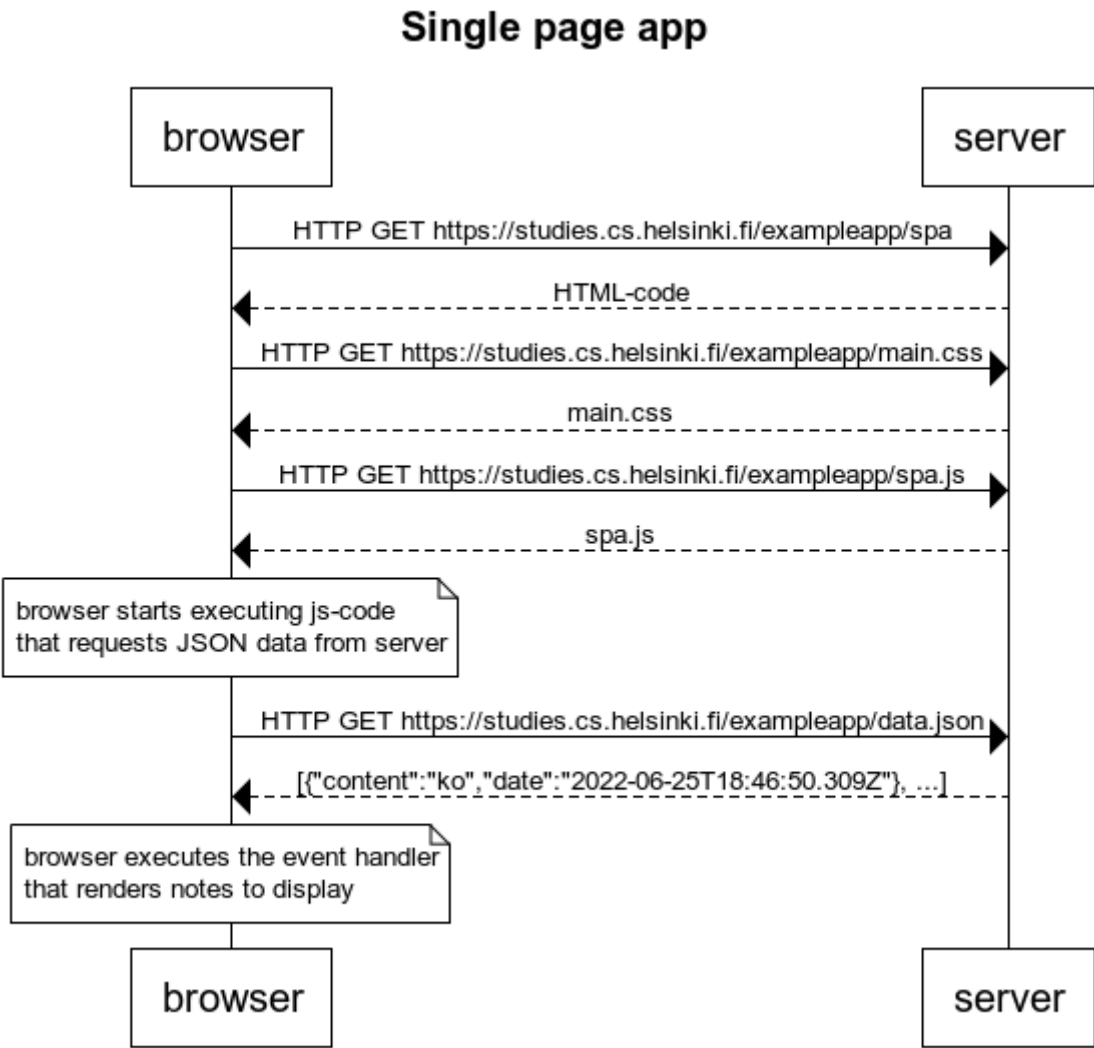 Single page app
browser
server
HTTP GET https://studies.cs.helsinki.fi/exampleapp/spa
HTML-code
HTTP GET https://studies.cs.helsinki.fi/exampleapp/main.css
main.css
HTTP GET https://studies.cs.helsinki.fi/exampleapp/spa.js
spa.js
browser starts executing js-code
that requests JSON data from server
HTTP GET https://studies.cs.helsinki.fi/exampleapp/data.json
[{"content":"ko","date":"2022-06-25T18:46:50.309Z"}, ...]
browser executes the event handler
that renders notes to display
browser
server